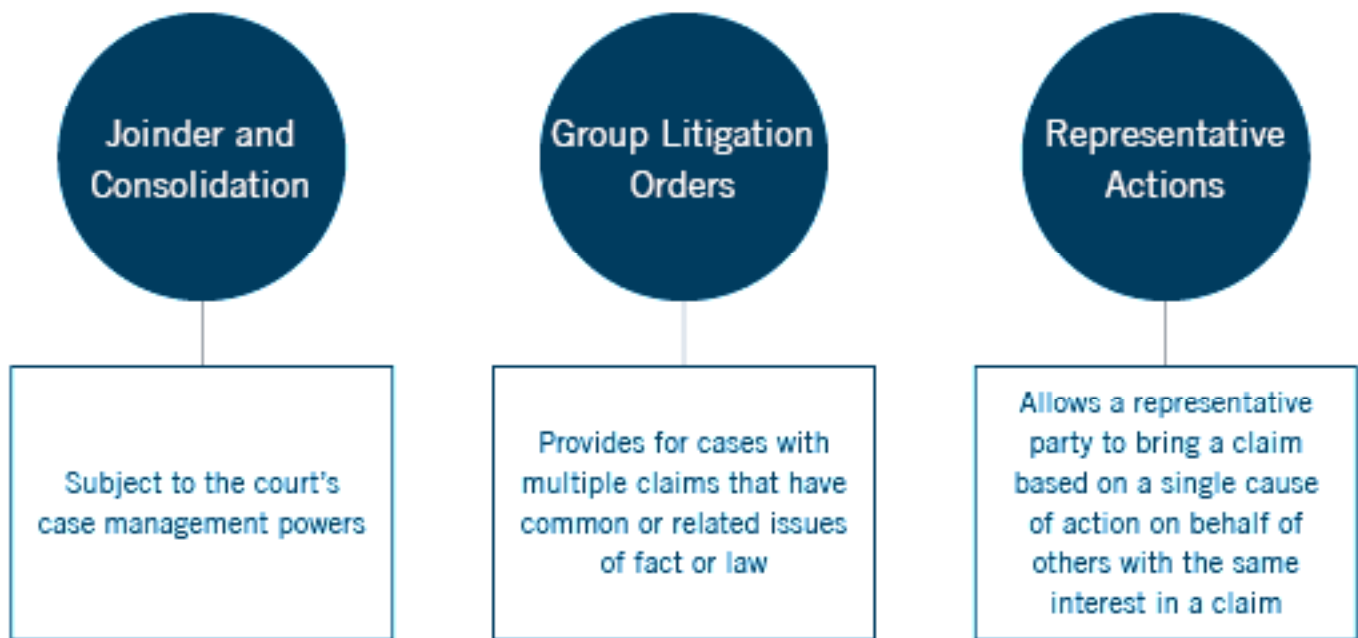 Joinder and
Consolidation
Group Litigation
Orders
Representative
Actions
Subject to the court's
case management powers
Provides for cases with
multiple claims that have
common or related issues
of fact or law
Allows a representative
party to bring a claim
based on a single cause
of action on behalf of
others with the same
interest in a claim